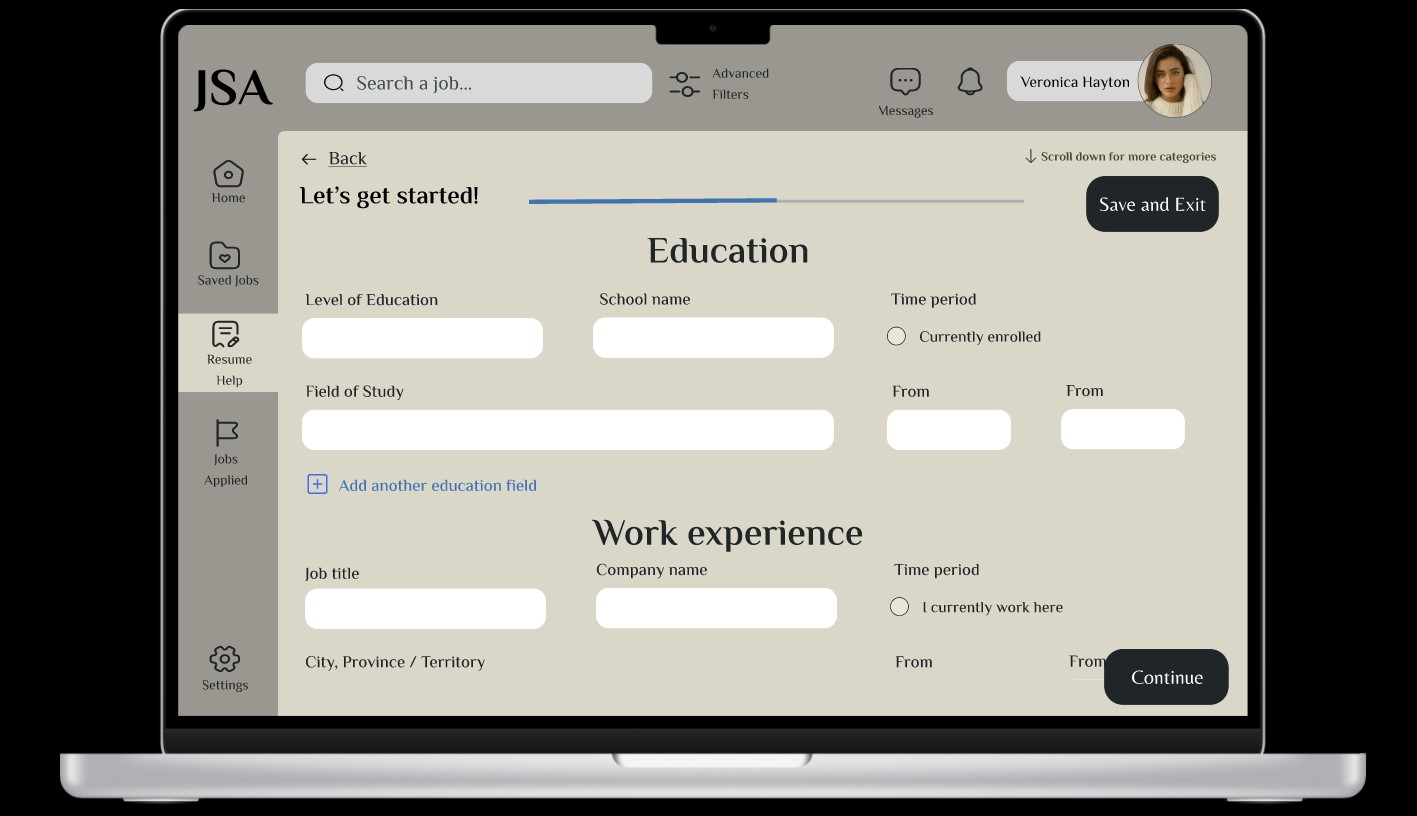 JSA
Search a job...
Advanced
Filters
Messages
Veronica Hayton
Home
Saved Jobs
Resume
Help
Jobs
Applied
Settings
Back
Scroll down for more categories
Let's get started!
Save and Exit
Education
Level of Education
School name
Time period
Currently enrolled
Field of Study
From
From
Add another education field
Work experience
Job title
Company name
Time period
I currently work here
City, Province / Territory
From
From
Continue